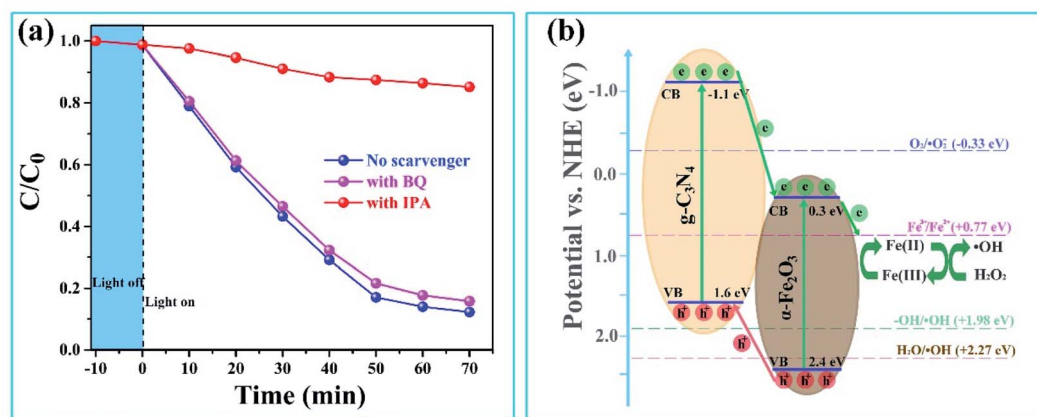 (a)
C/C₀
1.0
0.8
0.6
0.4
0.2
0.0
No scarvenger
with BQ
with IPA
Light off
Light on
-10 0 10 20 30 40 50 60 70
Time (min)
(b)
Potential vs. NHE (eV)
-1.0
0.0
1.0
2.0
e e e
CB -1.1 eV
e
g-C₃N₄
VB 1.6 eV
h⁺ h⁺ h⁺
h⁺
e e e
CB 0.3 eV
e
α-Fe₂O₃
VB 2.4 eV
h⁺ h⁺ h⁺
O₂/•O₂⁻ (-0.33 eV)
Fe³⁺/Fe²⁺ (+0.77 eV)
Fe(II) •OH
Fe(III) H₂O₂
-OH/•OH (+1.98 eV)
H₂O/•OH (+2.27 eV)